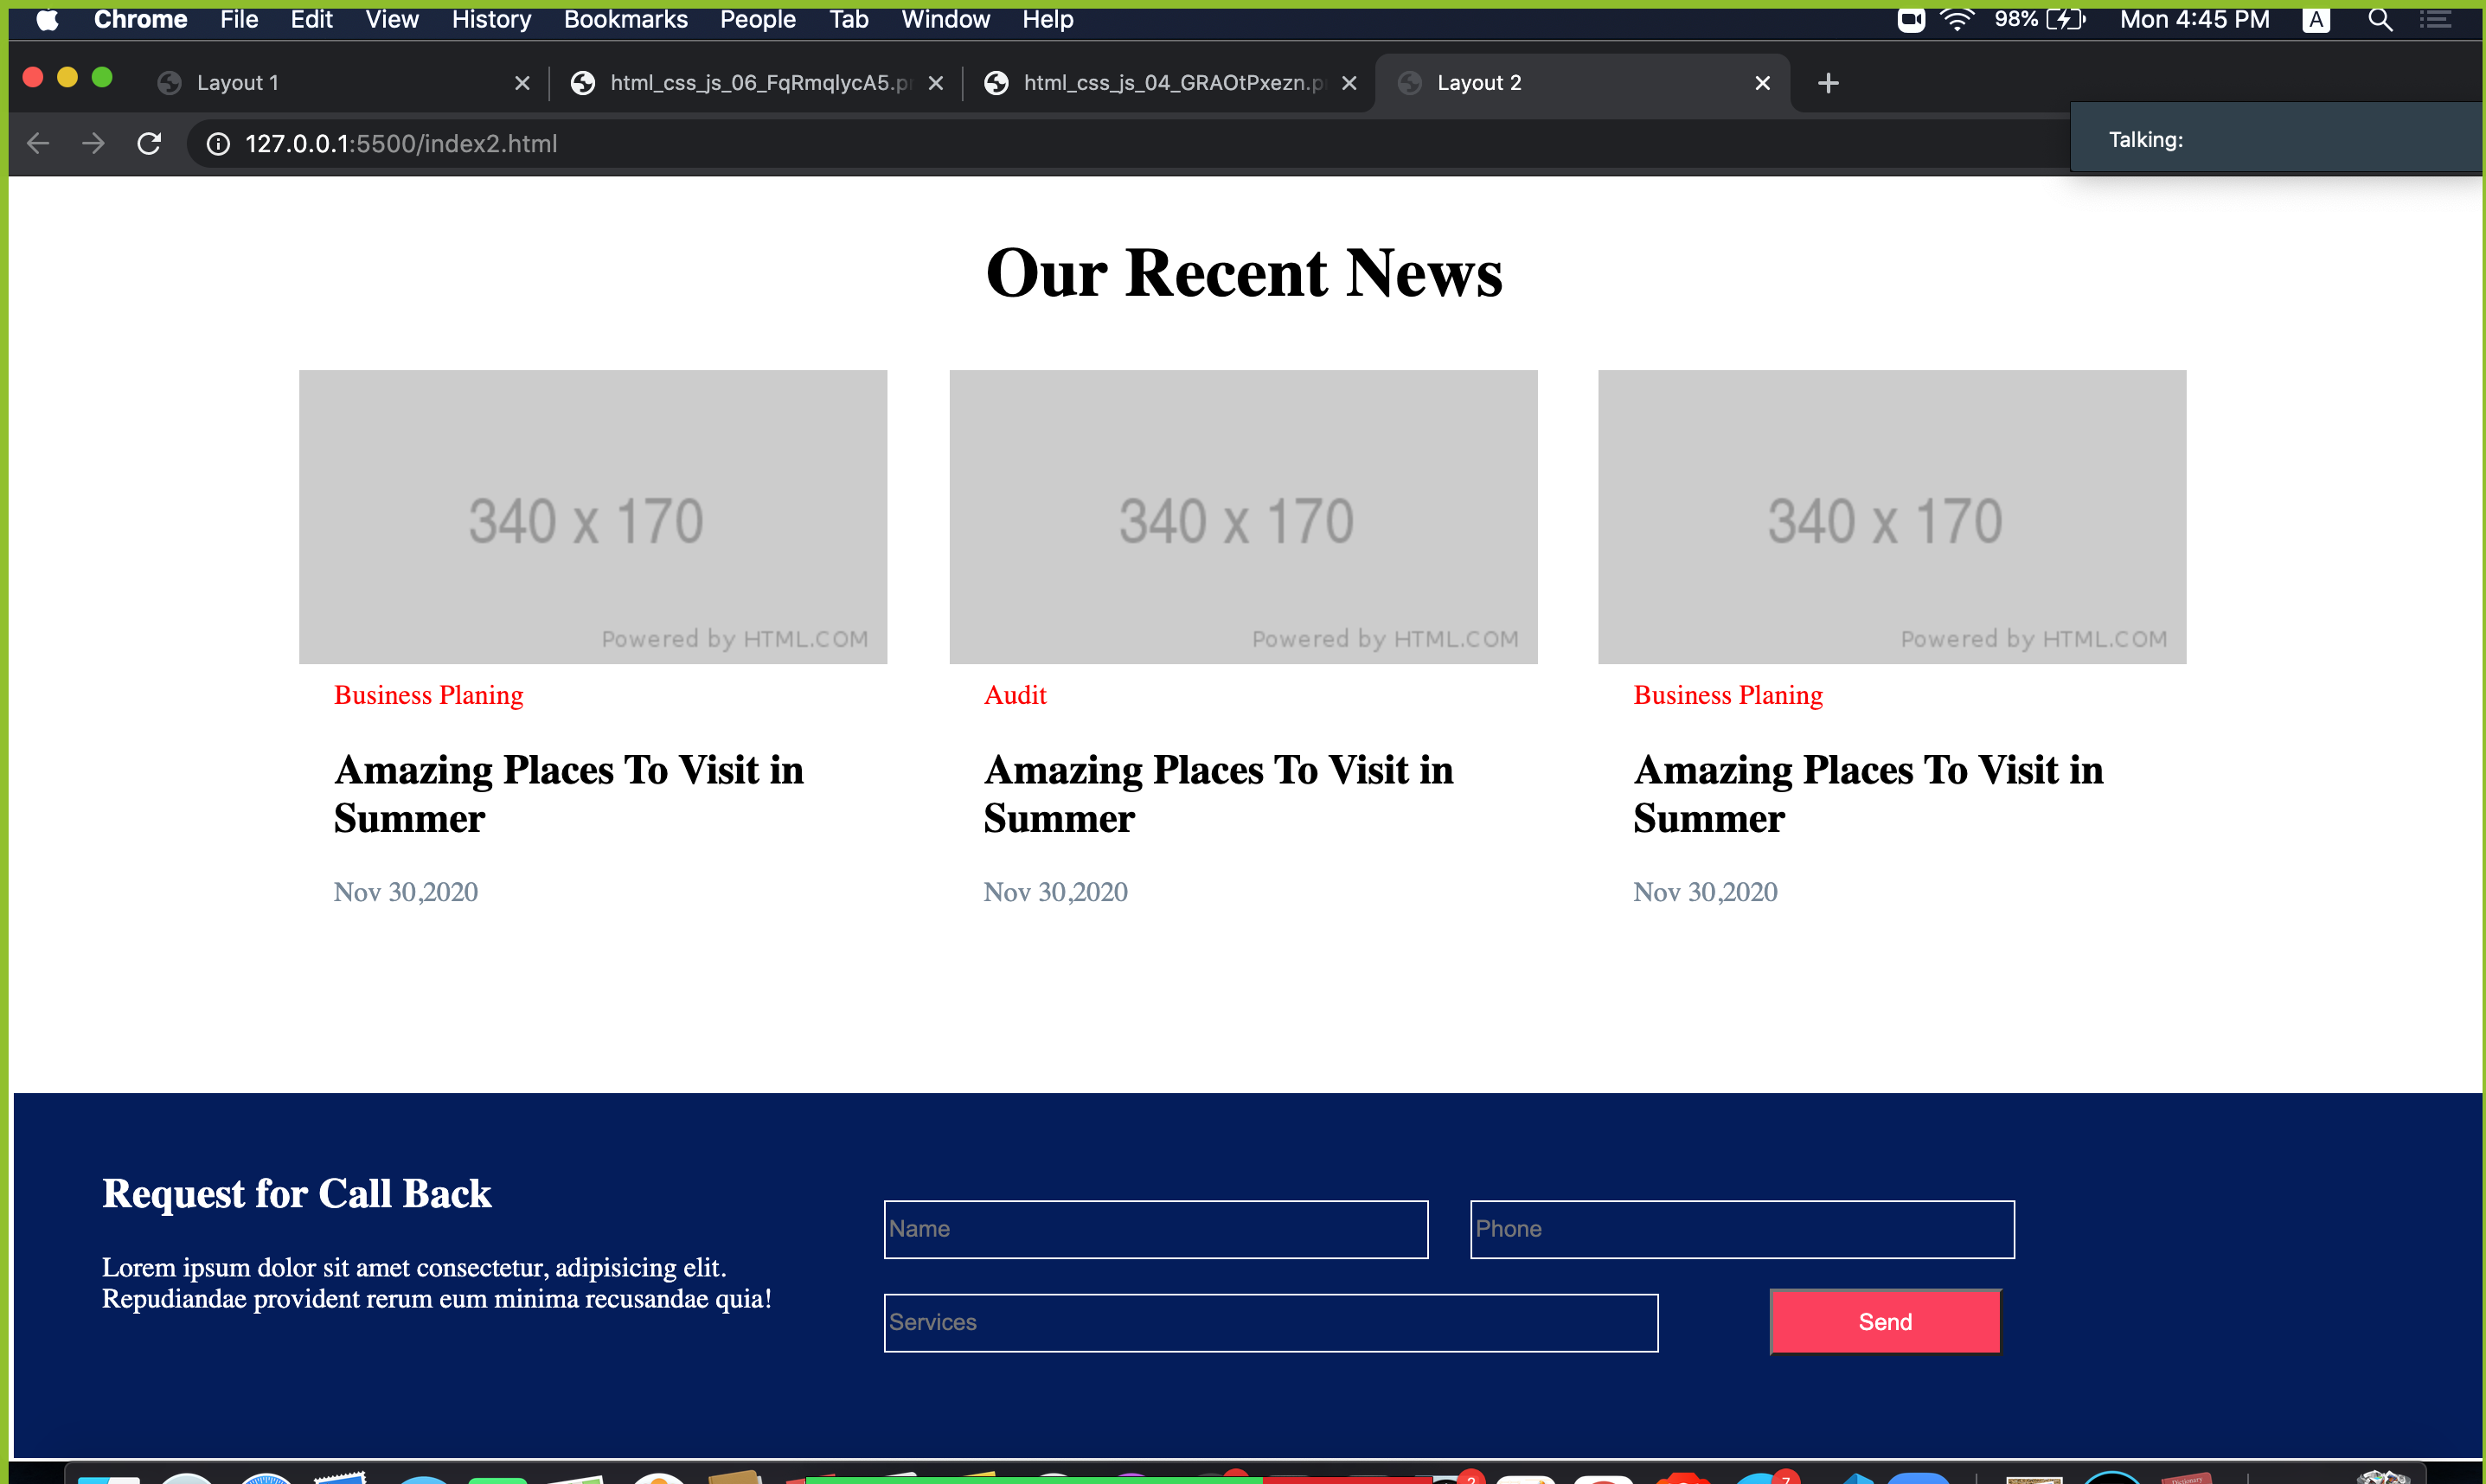 Chrome File Edit View History Bookmarks People Tab Window Help 98% Mon 4:45 PM A
Layout 1 html_css_js_06_FqRmqlycA5.pr html_css_js_04_GRAOtPxezn.p Layout 2
127.0.0.1:5500/index2.html
Talking:
Our Recent News
340 x 170 340 x 170 340 x 170
Powered by HTML.COM Powered by HTML.COM Powered by HTML.COM
Business Planing Audit Business Planing
Amazing Places To Visit in Amazing Places To Visit in Amazing Places To Visit in
Summer Summer Summer
Nov 30,2020 Nov 30,2020 Nov 30,2020
Request for Call Back
Name Phone
Lorem ipsum dolor sit amet consectetur, adipisicing elit.
Repudiandae provident rerum eum minima recusandae quia!
Services Send
2 7
Dictionary